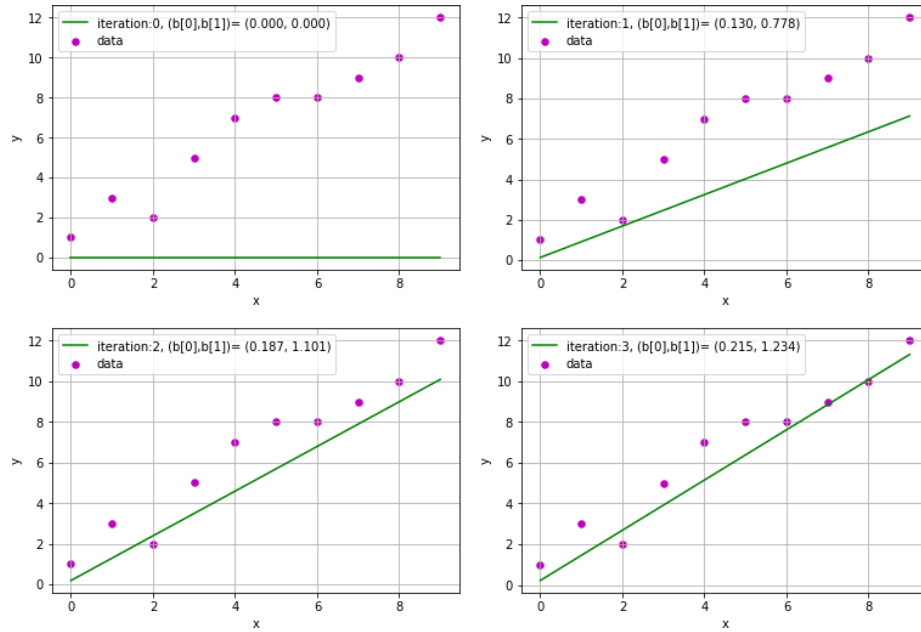 iteration:0, (b[0],b[1])= (0.000, 0.000)
data
12
10
8
6
4
2
0
y
0 2 4 6 8
x
iteration:1, (b[0],b[1])= (0.130, 0.778)
data
12
10
8
6
4
2
0
y
0 2 4 6 8
x
iteration:2, (b[0],b[1])= (0.187, 1.101)
data
12
10
8
6
4
2
0
y
0 2 4 6 8
x
iteration:3, (b[0],b[1])= (0.215, 1.234)
data
12
10
8
6
4
2
0
y
0 2 4 6 8
x